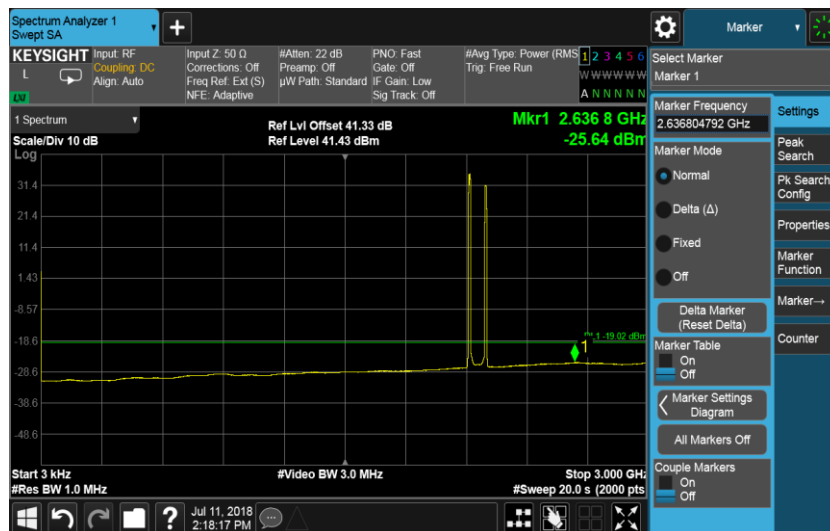 Spectrum Analyzer 1
Swept SA
+
Marker
KEYSIGHT
L
LXI
Input: RF
Coupling: DC
Align: Auto
Input Z: 50 Ω
Corrections: Off
Freq Ref: Ext (S)
NFE: Adaptive
#Atten: 22 dB
Preamp: Off
µW Path: Standard
PNO: Fast
Gate: Off
IF Gain: Low
Sig Track: Off
#Avg Type: Power (RMS
Trig: Free Run
1 2 3 4 5 6
W W W W W W
A N N N N N
Select Marker
Marker 1
1 Spectrum
Scale/Div 10 dB
Log
Ref Lvl Offset 41.33 dB
Ref Level 41.43 dBm
Mkr1 2.636 8 GHz
-25.64 dBm
31.4
21.4
11.4
1.43
-8.57
-18.6
-28.6
-38.6
-48.6
DL1 -19.02 dBm
1
Start 3 kHz
#Res BW 1.0 MHz
#Video BW 3.0 MHz
Stop 3.000 GHz
#Sweep 20.0 s (2000 pts
Marker Frequency
2.636804792 GHz
Marker Mode
Normal
Delta (Δ)
Fixed
Off
Delta Marker
(Reset Delta)
Marker Table
On
Off
Marker Settings
Diagram
All Markers Off
Couple Markers
On
Off
Settings
Peak
Search
Pk Search
Config
Properties
Marker
Function
Marker→
Counter
?
Jul 11, 2018
2:18:17 PM